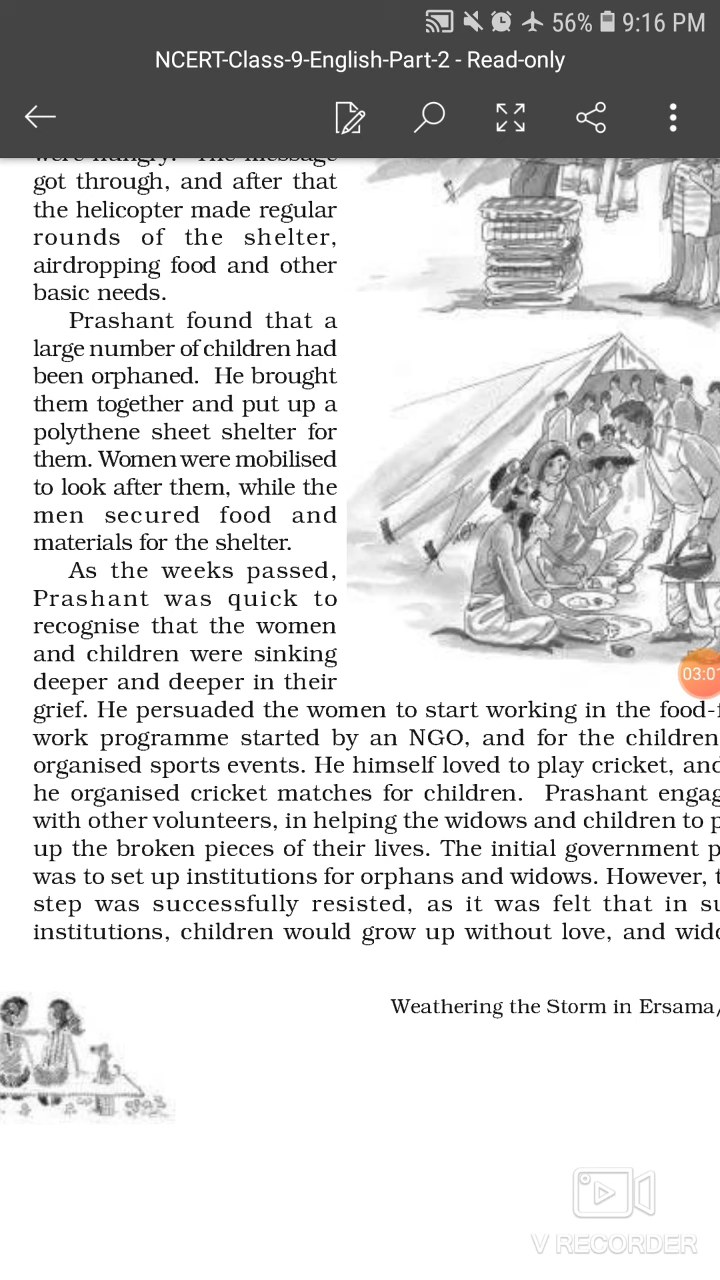 56% 9:16 PM
NCERT-Class-9-English-Part-2 - Read-only
were hungry. The message
got through, and after that
the helicopter made regular
rounds of the shelter,
airdropping food and other
basic needs.
Prashant found that a
large number of children had
been orphaned. He brought
them together and put up a
polythene sheet shelter for
them. Women were mobilised
to look after them, while the
men secured food and
materials for the shelter.
As the weeks passed,
Prashant was quick to
recognise that the women
and children were sinking
deeper and deeper in their
03:01
grief. He persuaded the women to start working in the food-f
work programme started by an NGO, and for the children
organised sports events. He himself loved to play cricket, and
he organised cricket matches for children. Prashant engag
with other volunteers, in helping the widows and children to p
up the broken pieces of their lives. The initial government p
was to set up institutions for orphans and widows. However, t
step was successfully resisted, as it was felt that in su
institutions, children would grow up without love, and wido
Weathering the Storm in Ersama/
V RECORDER